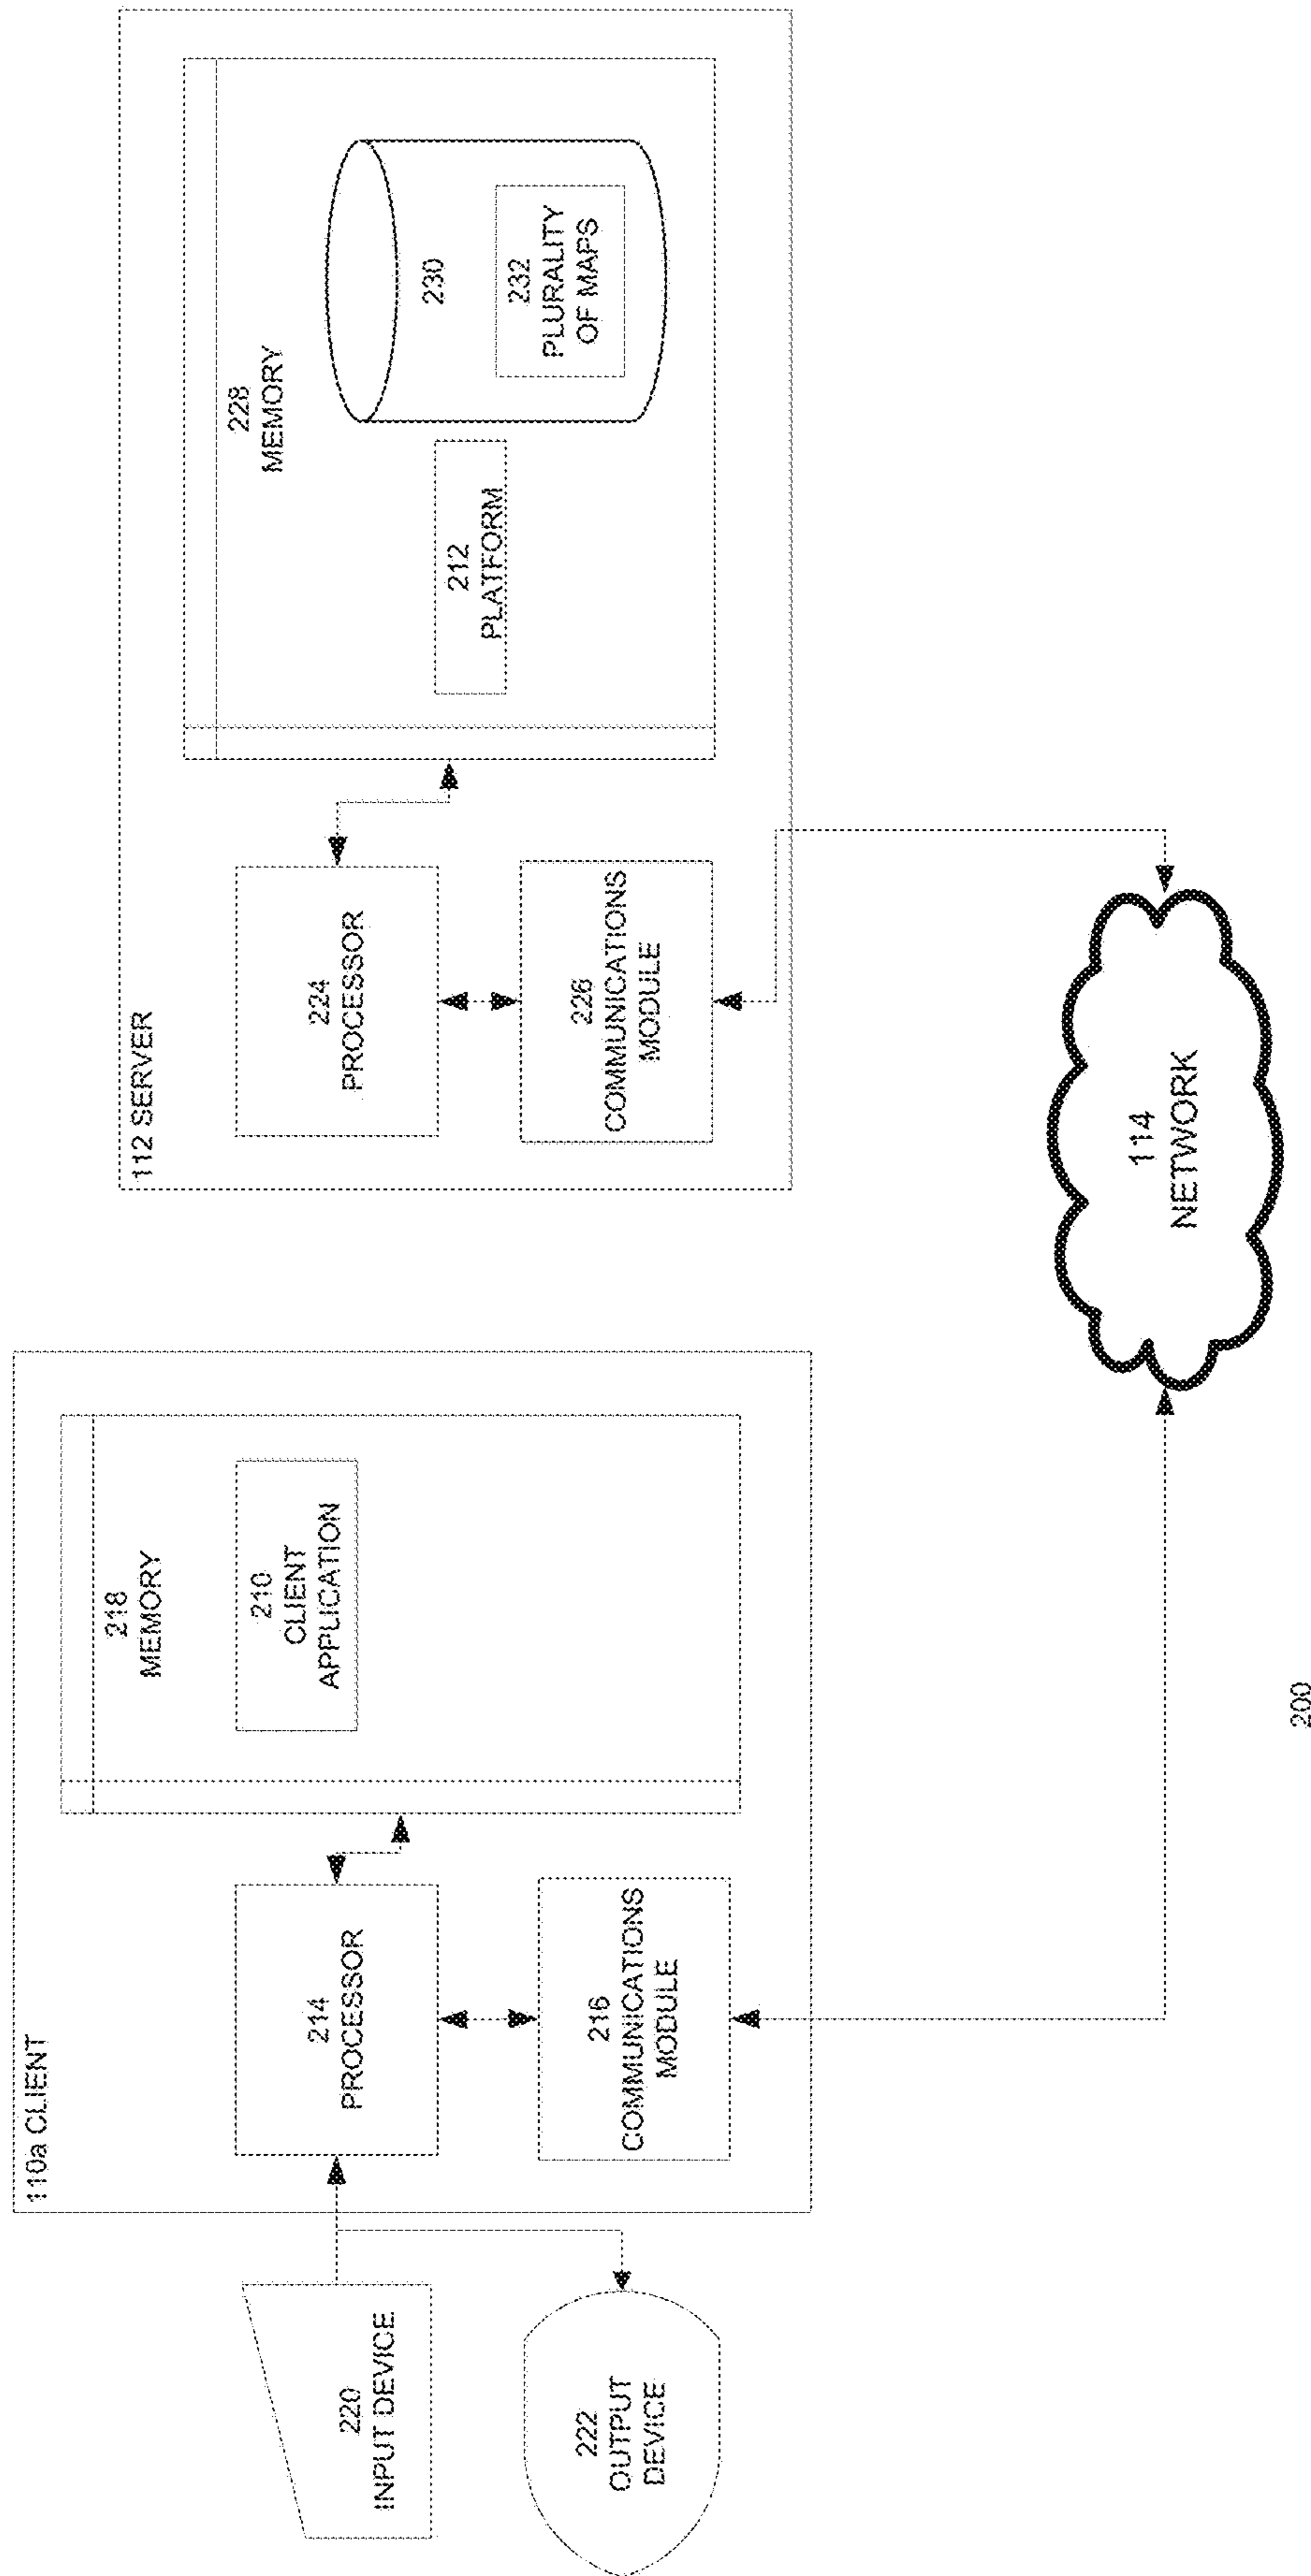 110a CLIENT
220
INPUT DEVICE
222
OUTPUT
DEVICE
214
PROCESSOR
216
COMMUNICATIONS
MODULE
218
MEMORY
210
CLIENT
APPLICATION
112 SERVER
224
PROCESSOR
226
COMMUNICATIONS
MODULE
228
MEMORY
212
PLATFORM
230
232
PLURALITY
OF MAPS
114
NETWORK
200